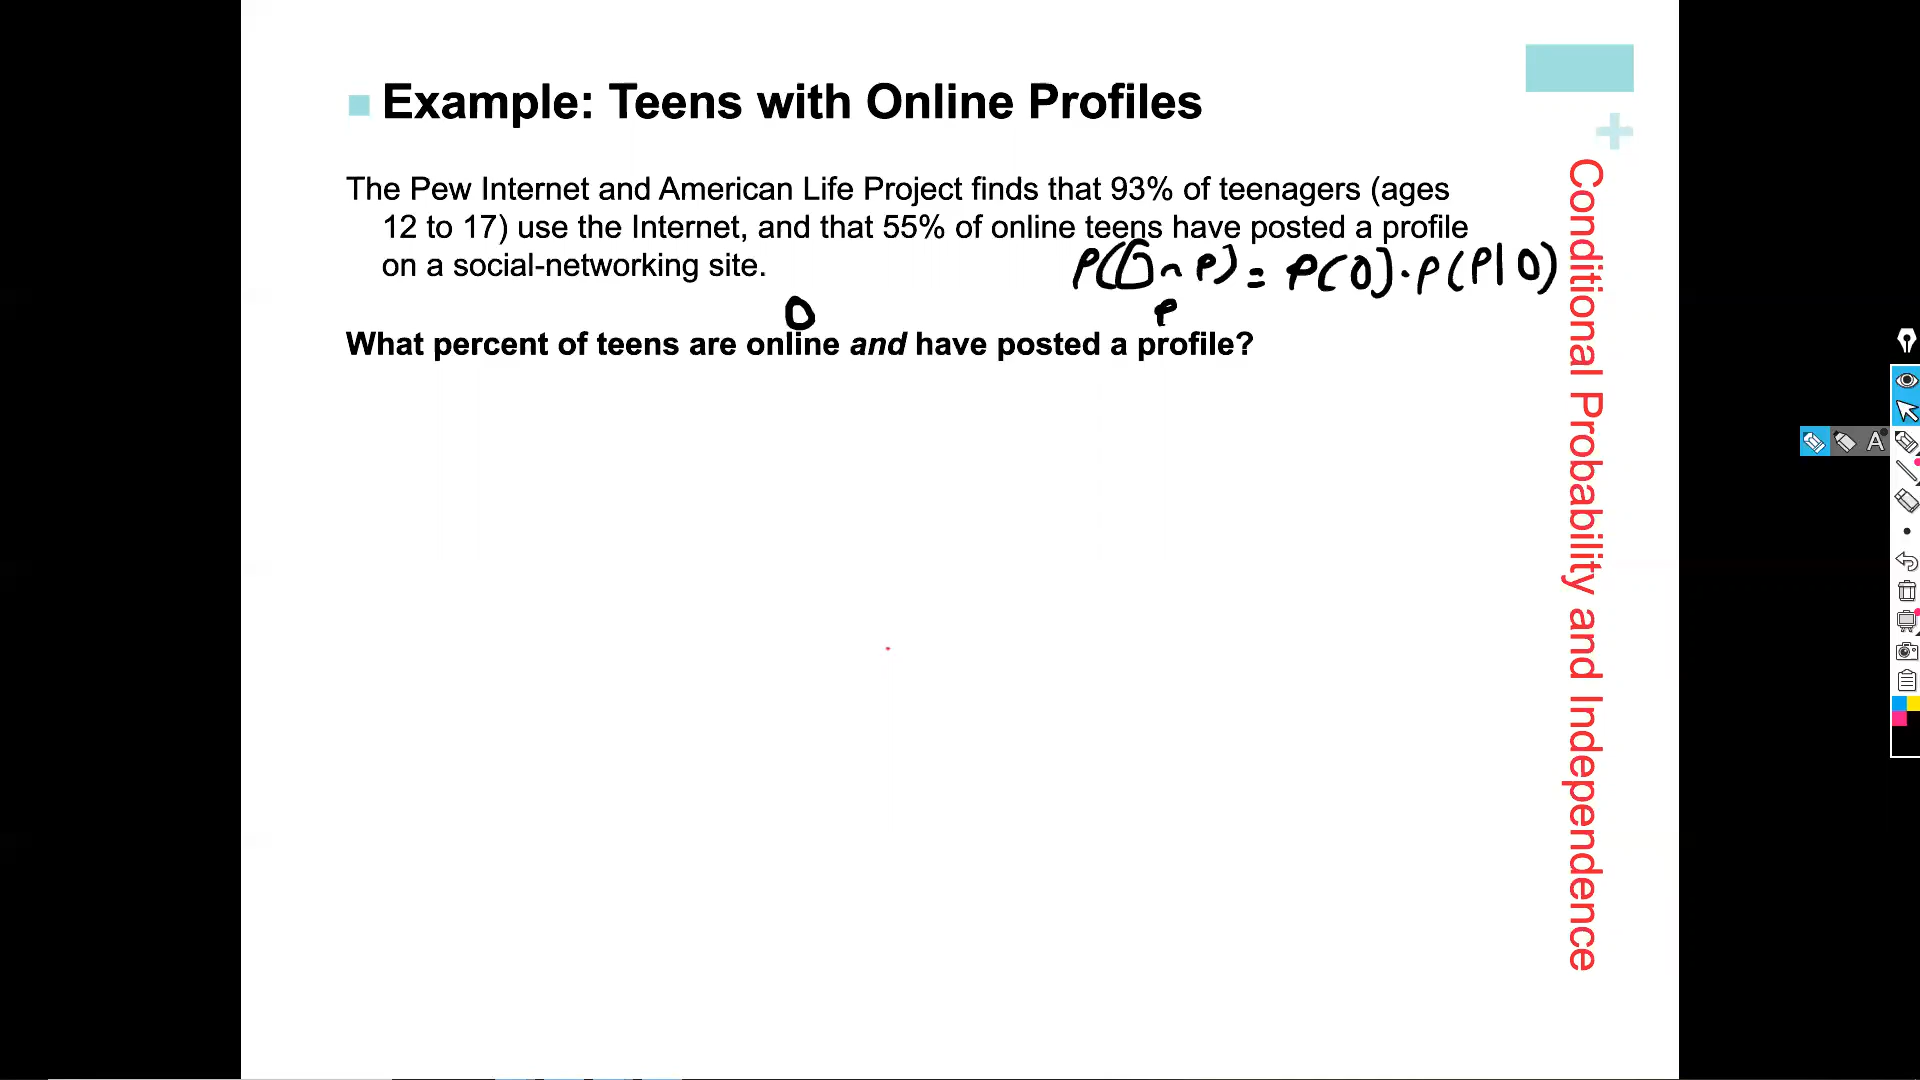 Example: Teens with Online Profiles
The Pew Internet and American Life Project finds that 93% of teenagers (ages
12 to 17) use the Internet, and that 55% of online teens have posted a profile
on a social-networking site.
P(O∩P) = P(O) · P(P|O)
O
P
What percent of teens are online and have posted a profile?
Conditional Probability and Independence
A